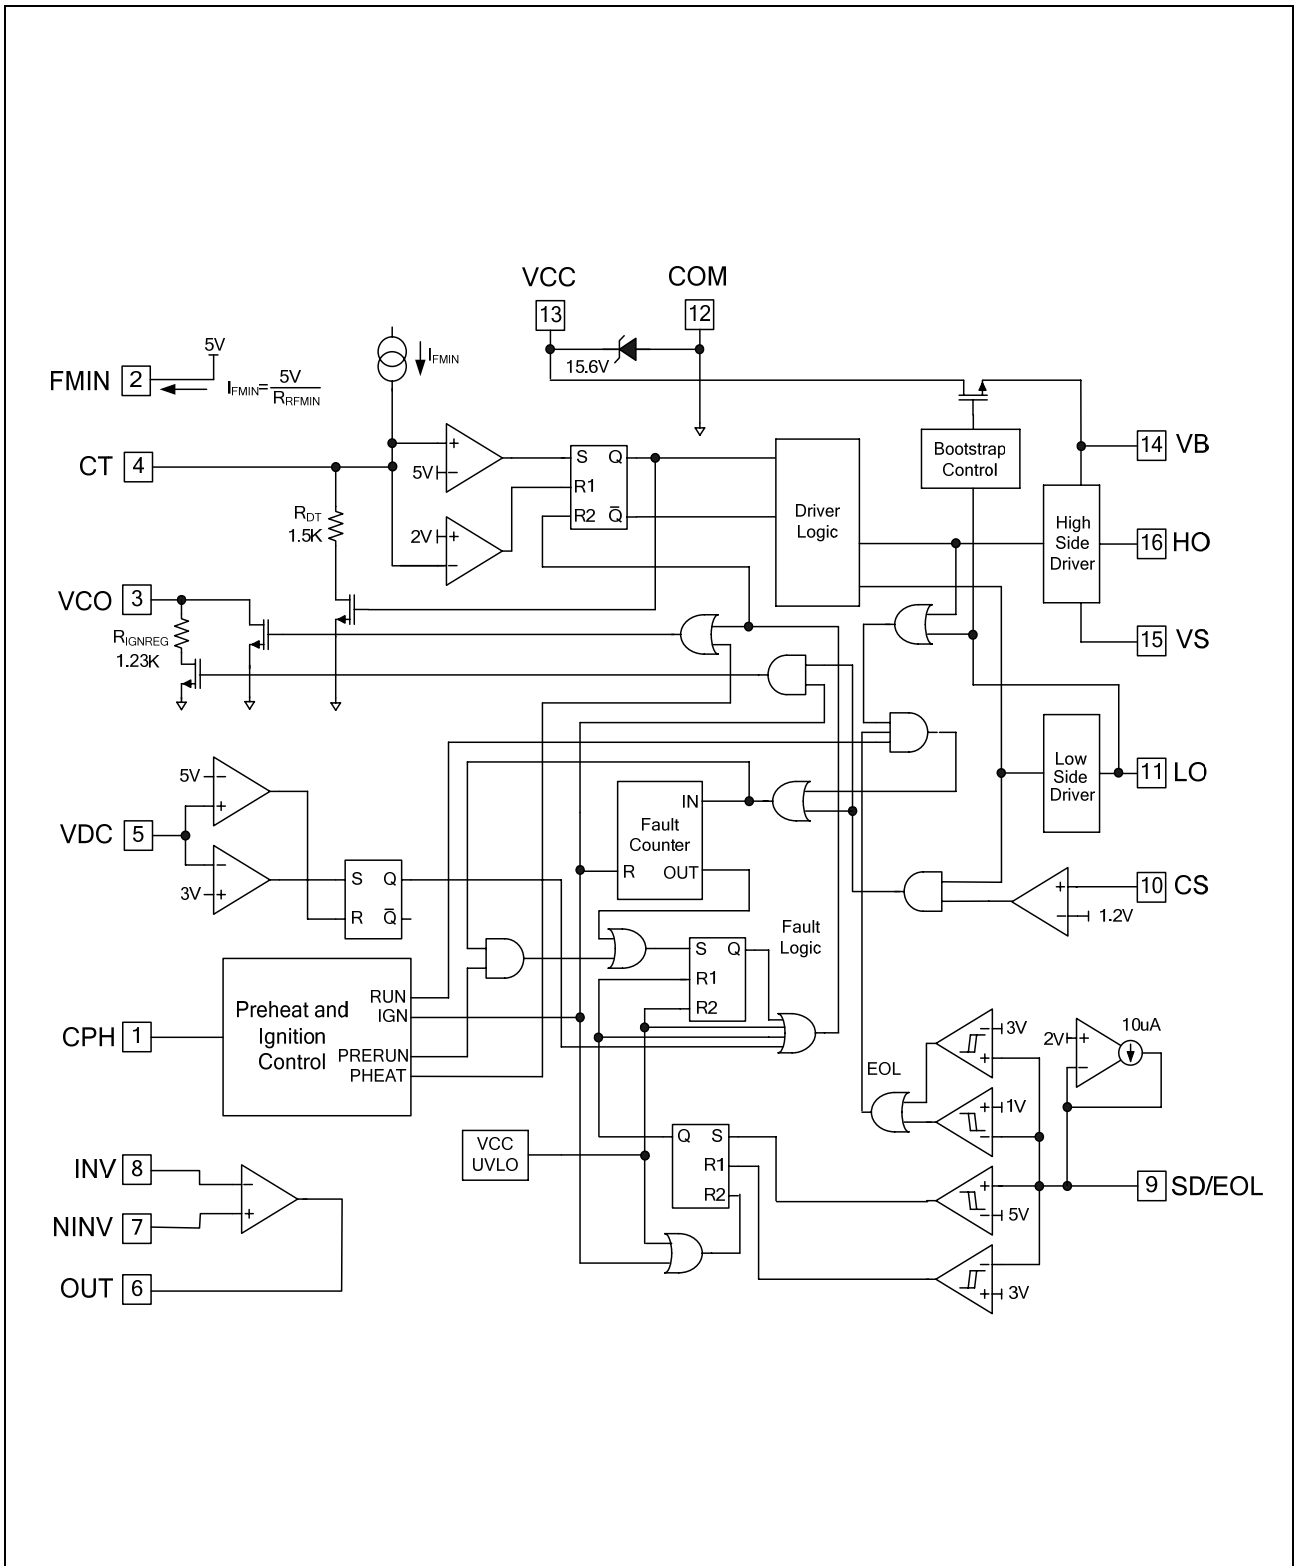 VCC
COM
13
12
15.6V
5V
FMIN
2
IFMIN=
5V
RRFMIN
IFMIN
CT
4
+
5V
−
S
Q
R1
R2
Q̅
2V
+
−
RDT
1.5K
Driver
Logic
Bootstrap
Control
14
VB
High
Side
Driver
16
HO
15
VS
VCO
3
RIGNREG
1.23K
Low
Side
Driver
11
LO
VDC
5
5V
−
+
−
3V
+
S
Q
R
Q̅
IN
Fault
Counter
R
OUT
10
CS
+
−
1.2V
Fault
Logic
S
Q
R1
R2
CPH
1
Preheat and
Ignition
Control
RUN
IGN
PRERUN
PHEAT
EOL
−
3V
+
+
1V
−
2V
+
−
10uA
+
−
5V
−
+
3V
9
SD/EOL
VCC
UVLO
Q
S
R1
R2
INV
8
NINV
7
−
+
OUT
6